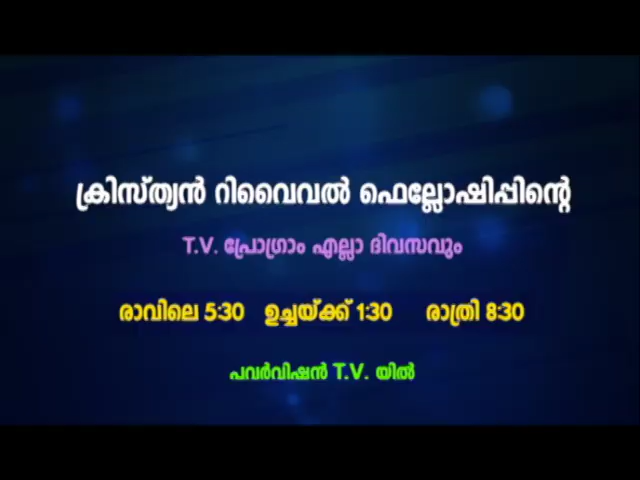 ക്രിസ്ത്യൻ റിവൈവൽ ഫെല്ലോഷിപ്പിന്റെ
T.V. പ്രോഗ്രാം എല്ലാ ദിവസവും
രാവിലെ 5:30 ഉച്ചയ്ക്ക് 1:30 രാത്രി 8:30
പവർവിഷൻ T.V. യിൽ